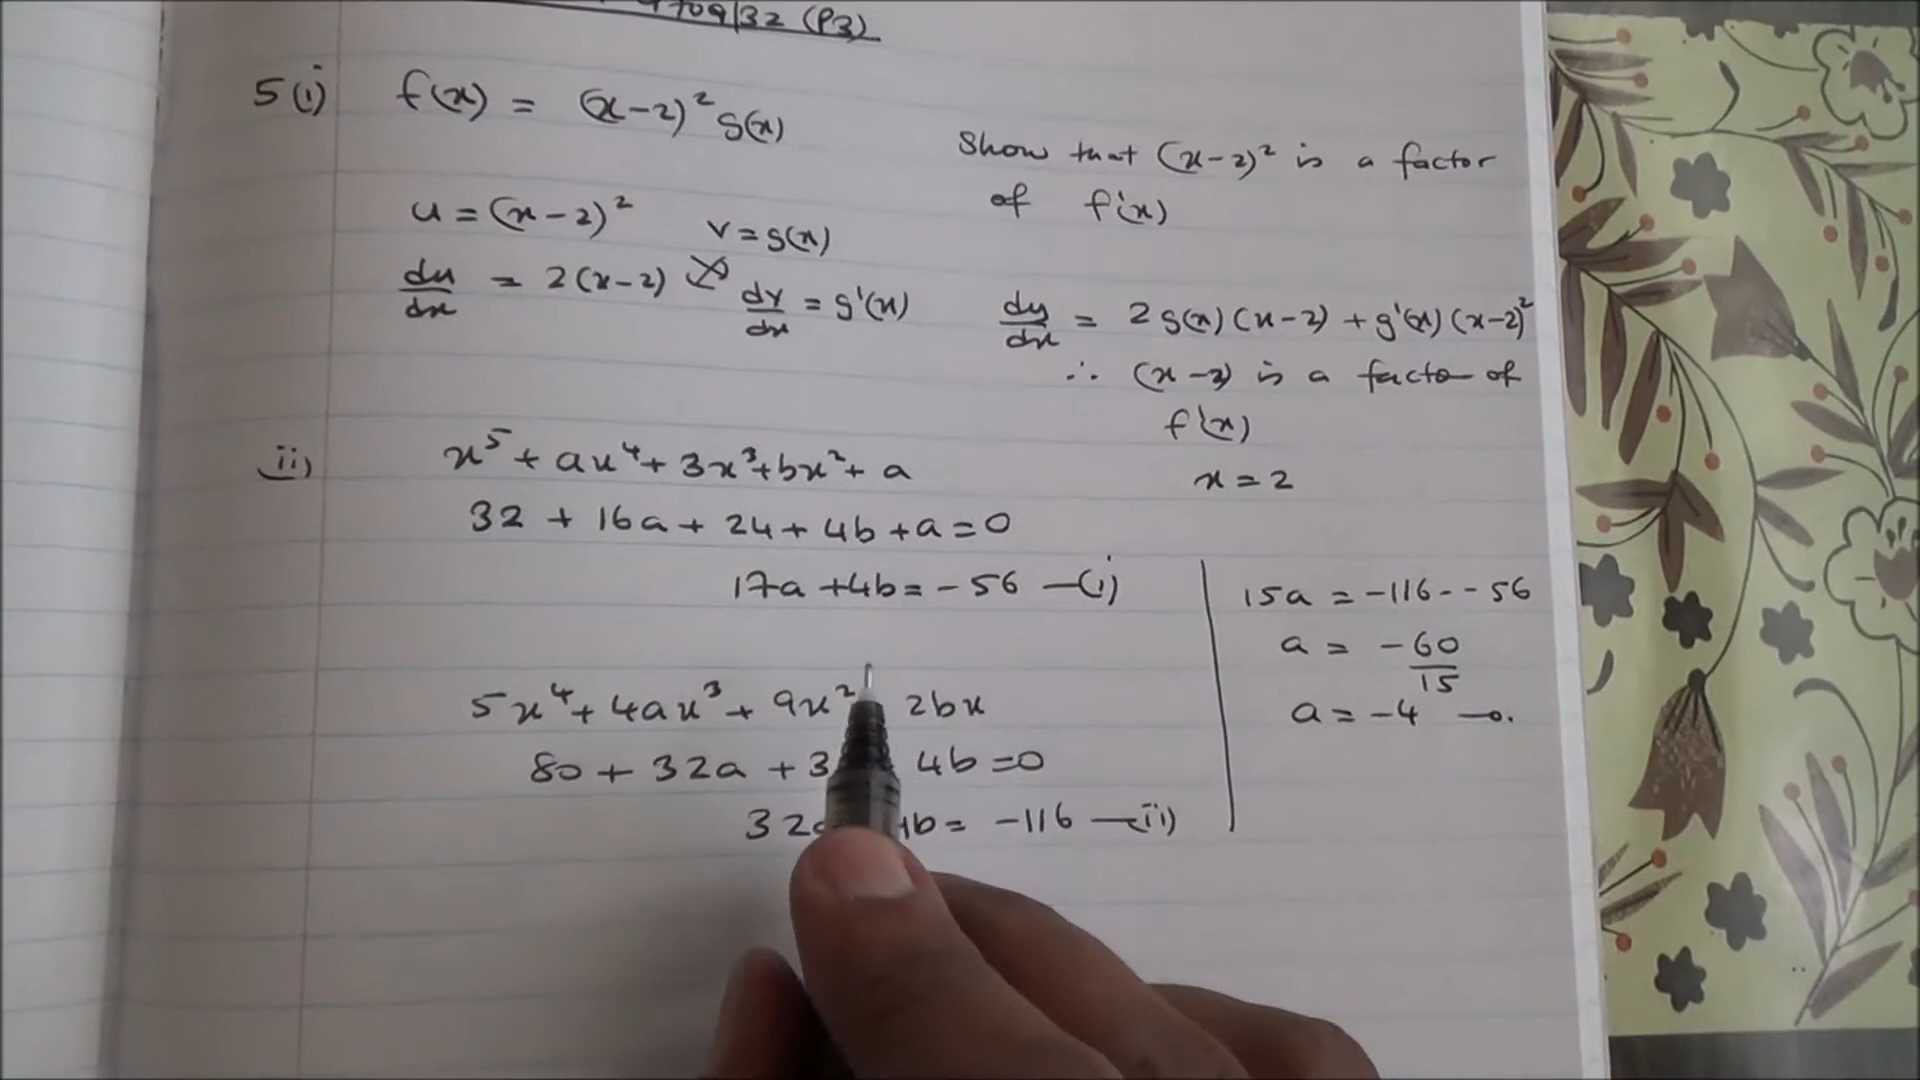 9709/32 (P3)
5(i) f(x) = (x-2)² g(x)
Show that (x-2)² is a factor
of f'(x)
u = (x-2)² v = g(x)
du/dx = 2(x-2) dv/dx = g'(x)
dy/dx = 2g(x)(x-2) + g'(x)(x-2)²
∴ (x-2) is a factor of
f'(x)
x = 2
ii) x⁵ + ax⁴ + 3x³ + bx² + a
32 + 16a + 24 + 4b + a = 0
17a + 4b = -56 —(i)
5x⁴ + 4ax³ + 9x² 2bx
80 + 32a + 3 4b = 0
32 4b = -116 —(ii)
15a = -116 - -56
a = -60/15
a = -4